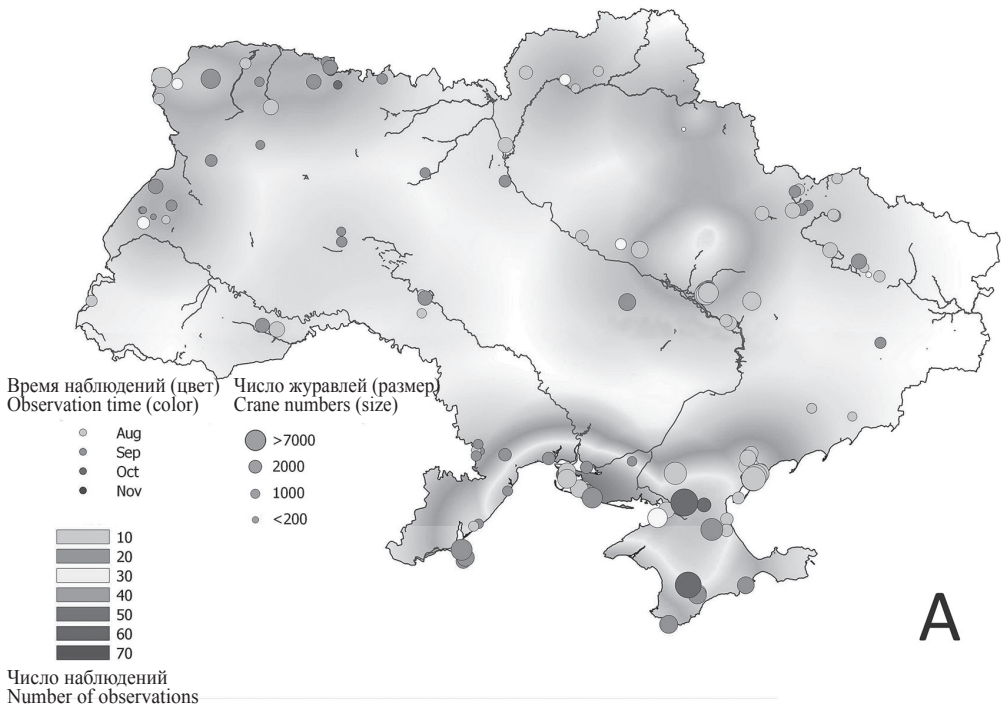 Время наблюдений (цвет)
Observation time (color)
Aug
Sep
Oct
Nov
Число журавлей (размер)
Crane numbers (size)
>7000
2000
1000
<200
10
20
30
40
50
60
70
Число наблюдений
Number of observations
A